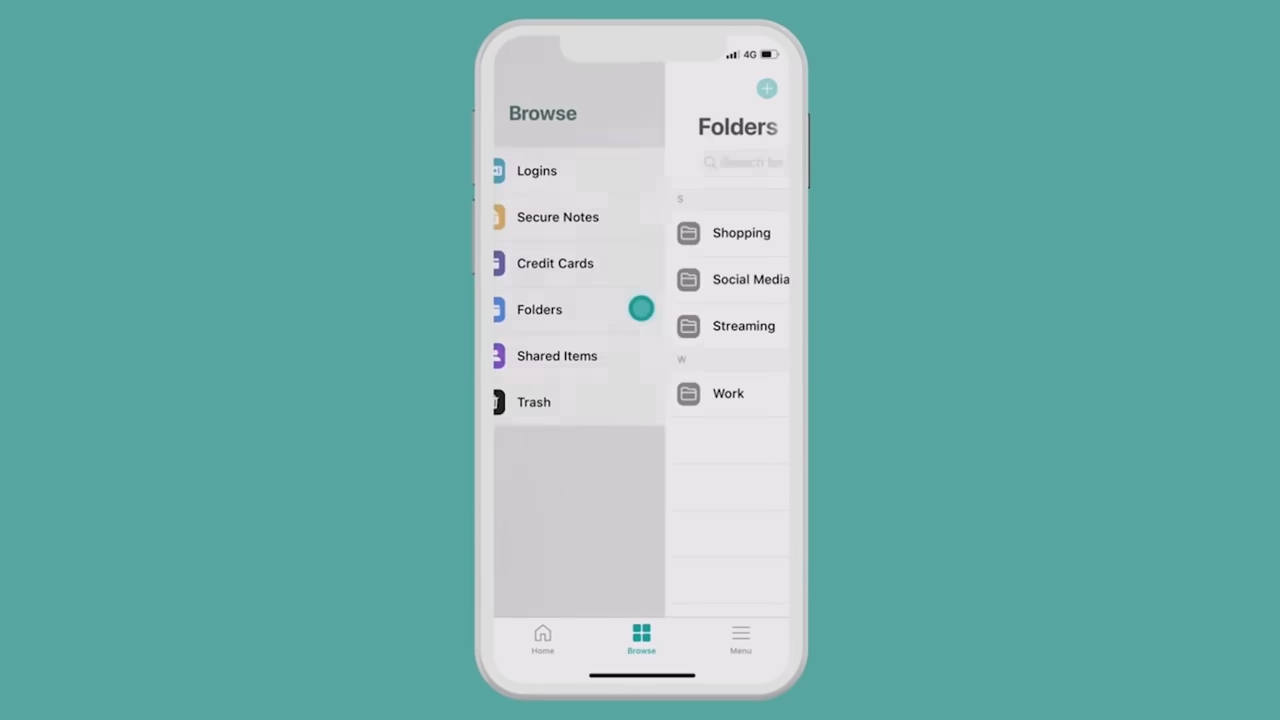 4G
Browse
Logins
Secure Notes
Credit Cards
Folders
Shared Items
Trash
Folders
S
Shopping
Social Media
Streaming
W
Work
Home
Browse
Menu